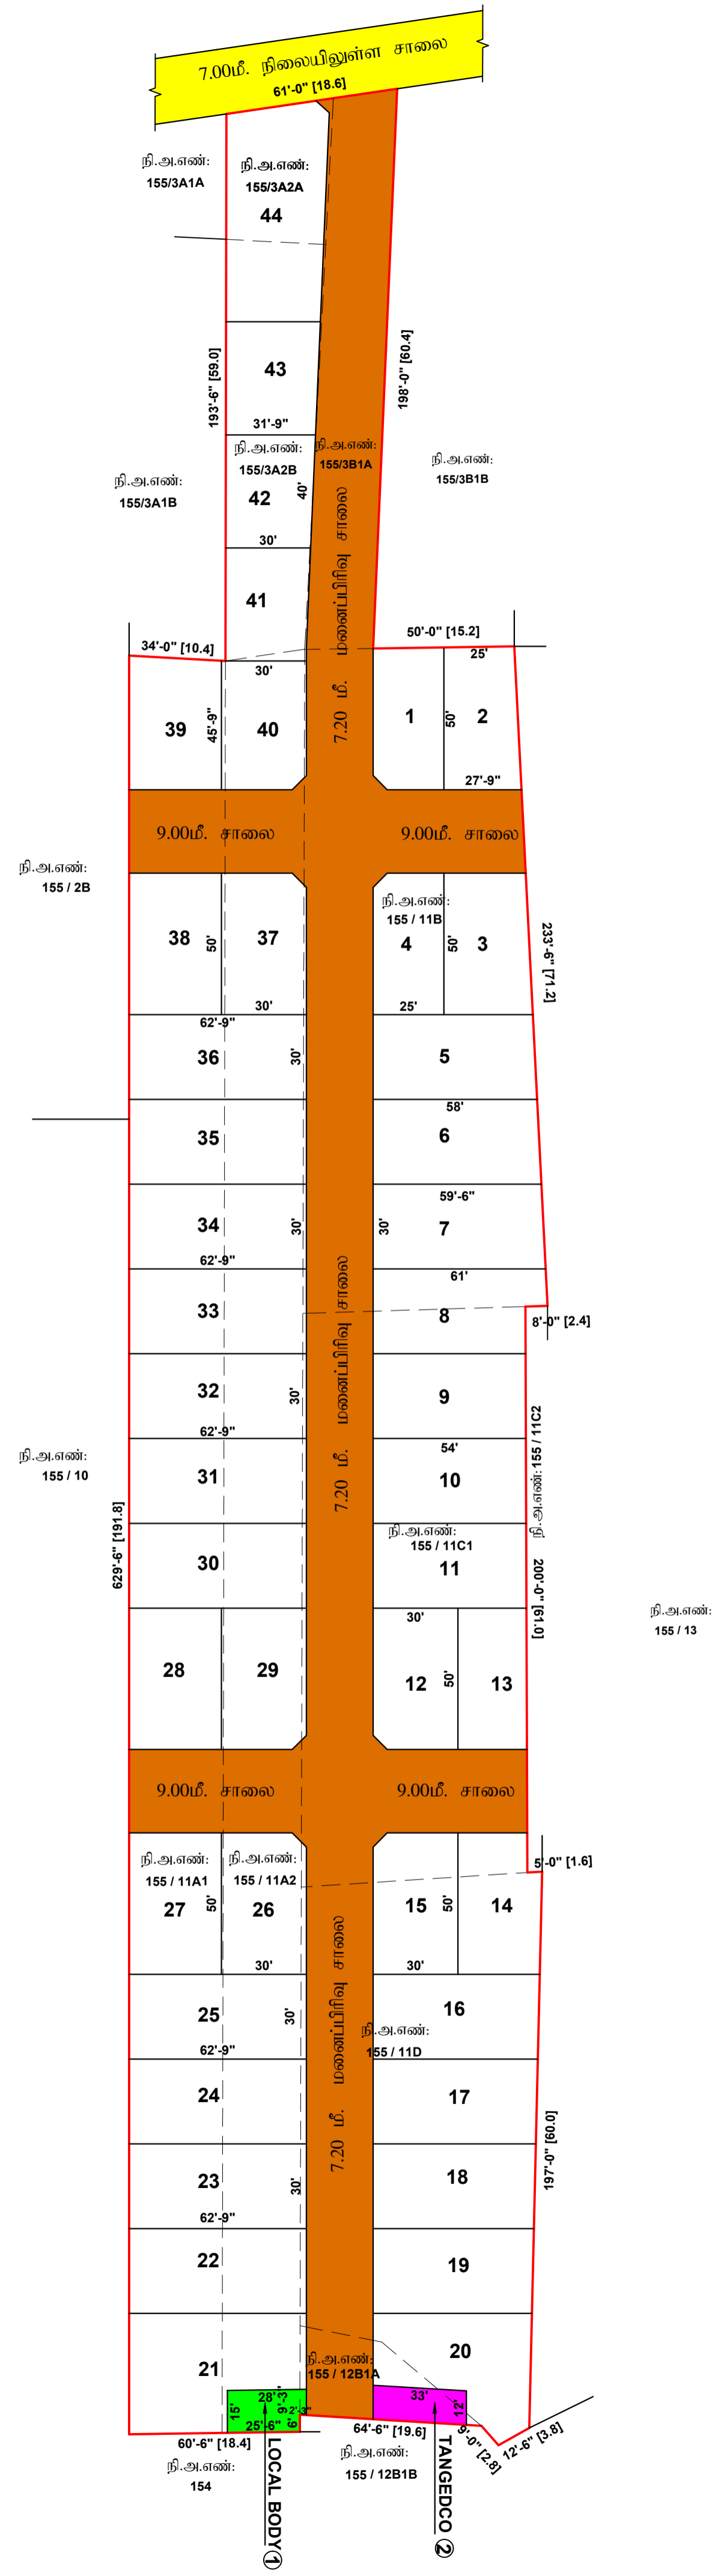 7.00மீ. நிலையிலுள்ள சாலை
61'-0" [18.6]
நி.அ.எண்:
155/3A1A
நி.அ.எண்:
155/3A2A
44
193'-6" [59.0]
198'-0" [60.4]
43
31'-9"
நி.அ.எண்:
155/3A2B
நி.அ.எண்:
155/3B1A
நி.அ.எண்:
155/3B1B
நி.அ.எண்:
155/3A1B
42
40'
30'
41
7.20 மீ. மனைப்பிரிவு சாலை
34'-0" [10.4]
50'-0" [15.2]
25'
30'
39
45'-9"
40
1
50'
2
27'-9"
9.00மீ. சாலை
9.00மீ. சாலை
நி.அ.எண்:
155 / 2B
நி.அ.எண்:
155 / 11B
38
50'
37
4
50'
3
233'-6" [71.2]
30'
25'
62'-9"
36
30'
5
58'
35
6
59'-6"
34
30'
30'
7
62'-9"
61'
33
8
8'-0" [2.4]
7.20 மீ. மனைப்பிரிவு சாலை
32
30'
9
62'-9"
54'
நி.அ.எண்: 155 / 11C2
நி.அ.எண்:
155 / 10
31
10
629'-6" [191.8]
நி.அ.எண்:
155 / 11C1
30
11
200'-0" [61.0]
30'
நி.அ.எண்:
155 / 13
28
29
12
50'
13
9.00மீ. சாலை
9.00மீ. சாலை
நி.அ.எண்:
155 / 11A1
நி.அ.எண்:
155 / 11A2
5'-0" [1.6]
27
50'
26
15
50'
14
30'
30'
7.20 மீ. மனைப்பிரிவு சாலை
25
30'
16
நி.அ.எண்:
155 / 11D
62'-9"
24
17
197'-0" [60.0]
23
30'
18
62'-9"
22
19
21
20
நி.அ.எண்:
155 / 12B1A
28'
9'-3"
33'
15'
2'-3"
12'
25'-6"
6'
64'-6" [19.6]
9'-0" [2.8]
12'-6" [3.8]
60'-6" [18.4]
நி.அ.எண்:
154
நி.அ.எண்:
155 / 12B1B
LOCAL BODY ①
TANGEDCO ②